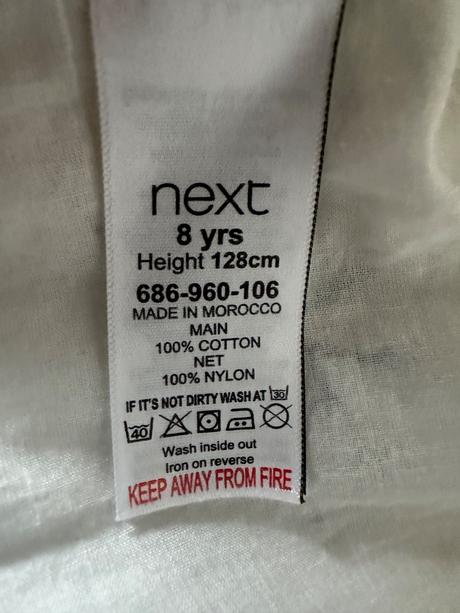 next
8 yrs
Height 128cm
686-960-106
MADE IN MOROCCO
MAIN
100% COTTON
NET
100% NYLON
IF IT'S NOT DIRTY WASH AT 30
40
Wash inside out
Iron on reverse
KEEP AWAY FROM FIRE